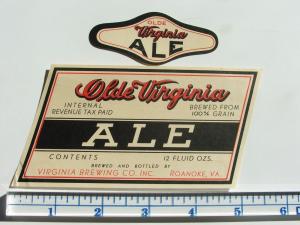 OLDE
Virginia
ALE
Olde Virginia
INTERNAL
REVENUE TAX PAID
BREWED FROM
100% GRAIN
ALE
CONTENTS
12 FLUID OZS.
BREWED AND BOTTLED BY
VIRGINIA BREWING CO. INC.
ROANOKE, VA.
1 2 3 4 5 6